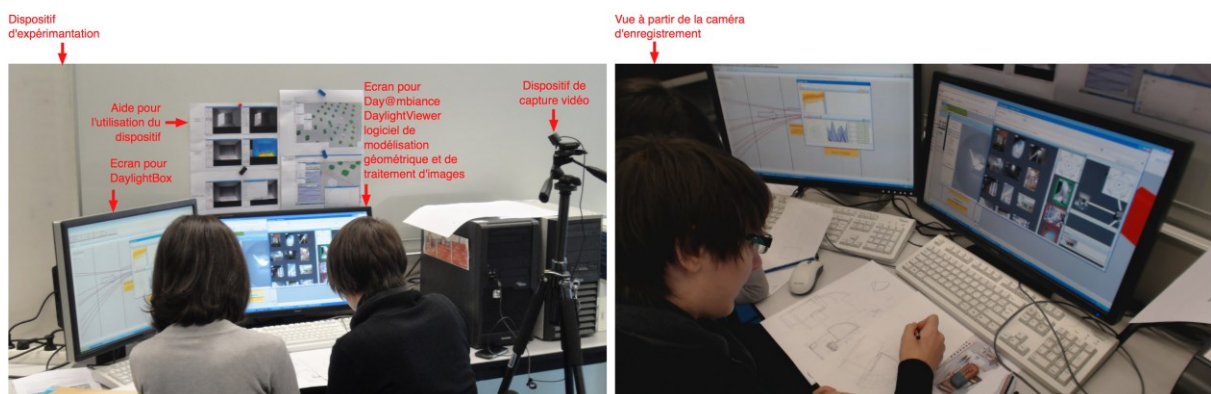 Dispositif
d'expérimantation
Vue à partir de la caméra
d'enregistrement
Aide pour
l'utilisation du
dispositif
Ecran pour
DaylightBox
Ecran pour
Day@mbiance
DaylightViewer
logiciel de
modélisation
géométrique et de
traitement d'images
Dispositif de
capture vidéo